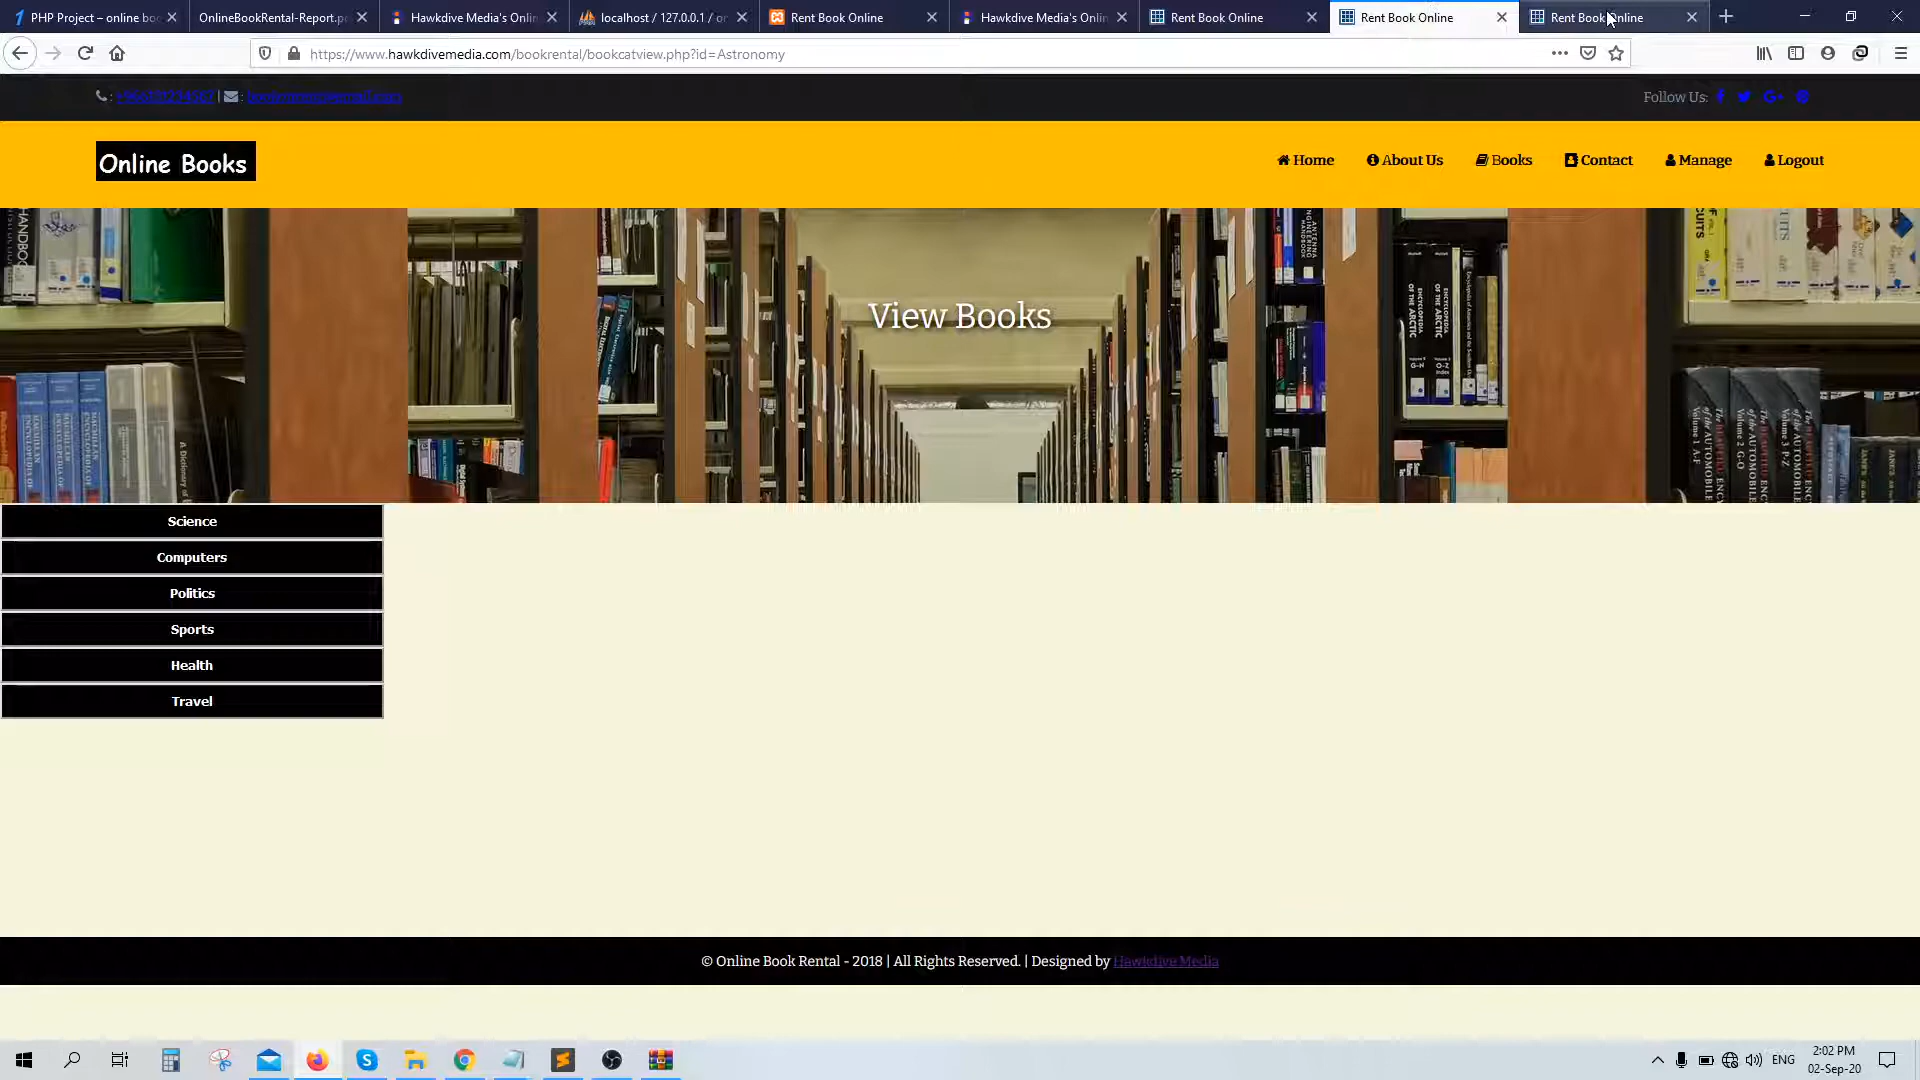 PHP Project – online boo
OnlineBookRental-Report.pd
Hawkdive Media's Onlin
localhost / 127.0.0.1 / on
Rent Book Online
Hawkdive Media's Onlin
Rent Book Online
Rent Book Online
Rent Book Online
https://www.hawkdivemedia.com/bookrental/bookcatview.php?id=Astronomy
Follow Us:
Online Books
Home
About Us
Books
Contact
Manage
Logout
View Books
Science
Computers
Politics
Sports
Health
Travel
© Online Book Rental - 2018 | All Rights Reserved. | Designed by Hawkdive Media
ENG
2:02 PM
02-Sep-20